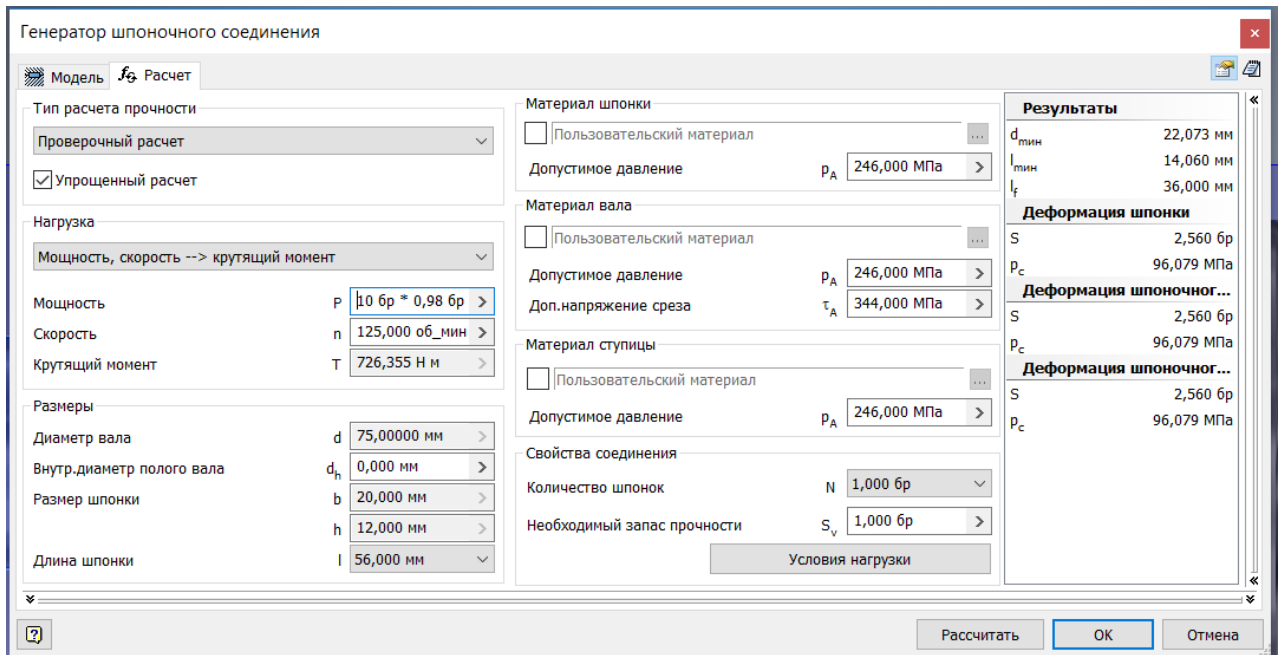 Генератор шпоночного соединения
Модель
Расчет
Тип расчета прочности
Проверочный расчет
Упрощенный расчет
Нагрузка
Мощность, скорость --> крутящий момент
Мощность P 10 бр * 0,98 бр >
Скорость n 125,000 об_мин >
Крутящий момент T 726,355 Н м >
Размеры
Диаметр вала d 75,00000 мм >
Внутр.диаметр полого вала dh 0,000 мм >
Размер шпонки b 20,000 мм >
h 12,000 мм >
Длина шпонки l 56,000 мм
Материал шпонки
Пользовательский материал ...
Допустимое давление pA 246,000 МПа >
Материал вала
Пользовательский материал ...
Допустимое давление pA 246,000 МПа >
Доп.напряжение среза τA 344,000 МПа >
Материал ступицы
Пользовательский материал ...
Допустимое давление pA 246,000 МПа >
Свойства соединения
Количество шпонок N 1,000 бр
Необходимый запас прочности Sv 1,000 бр >
Условия нагрузки
Результаты
dмин 22,073 мм
lмин 14,060 мм
lf 36,000 мм
Деформация шпонки
S 2,560 бр
pc 96,079 МПа
Деформация шпоночног...
S 2,560 бр
pc 96,079 МПа
Деформация шпоночног...
S 2,560 бр
pc 96,079 МПа
Рассчитать
OK
Отмена